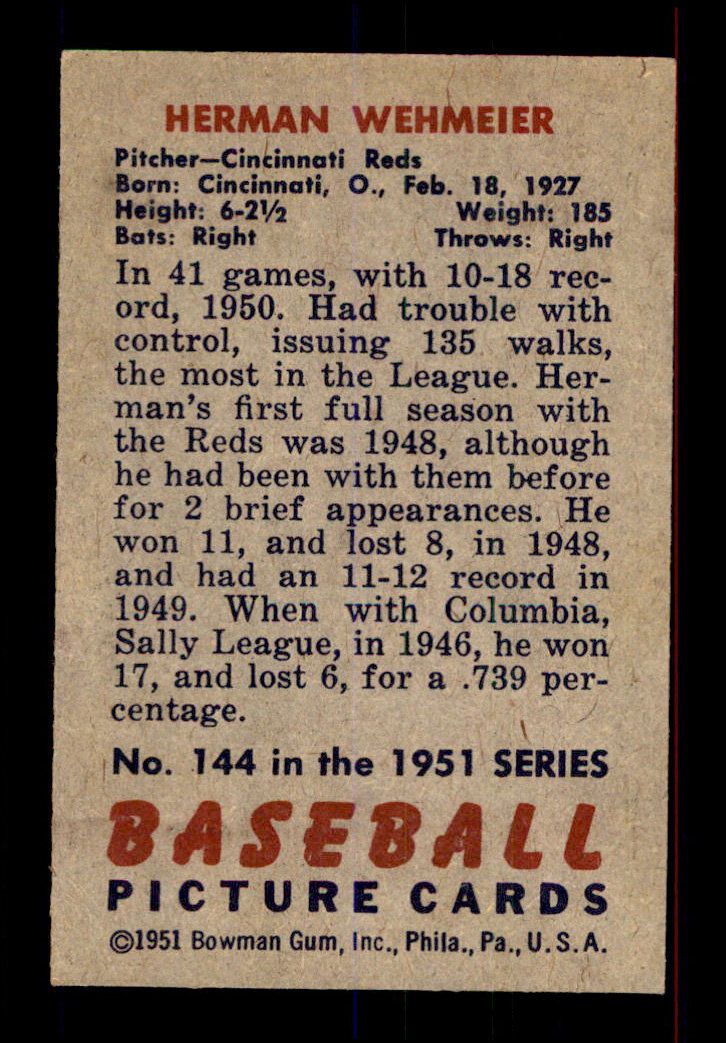 HERMAN WEHMEIER
Pitcher—Cincinnati Reds
Born: Cincinnati, O., Feb. 18, 1927
Height: 6-2½ Weight: 185
Bats: Right Throws: Right
In 41 games, with 10-18 rec-
ord, 1950. Had trouble with
control, issuing 135 walks,
the most in the League. Her-
man's first full season with
the Reds was 1948, although
he had been with them before
for 2 brief appearances. He
won 11, and lost 8, in 1948,
and had an 11-12 record in
1949. When with Columbia,
Sally League, in 1946, he won
17, and lost 6, for a .739 per-
centage.
No. 144 in the 1951 SERIES
BASEBALL
PICTURE CARDS
©1951 Bowman Gum, Inc., Phila., Pa., U.S.A.